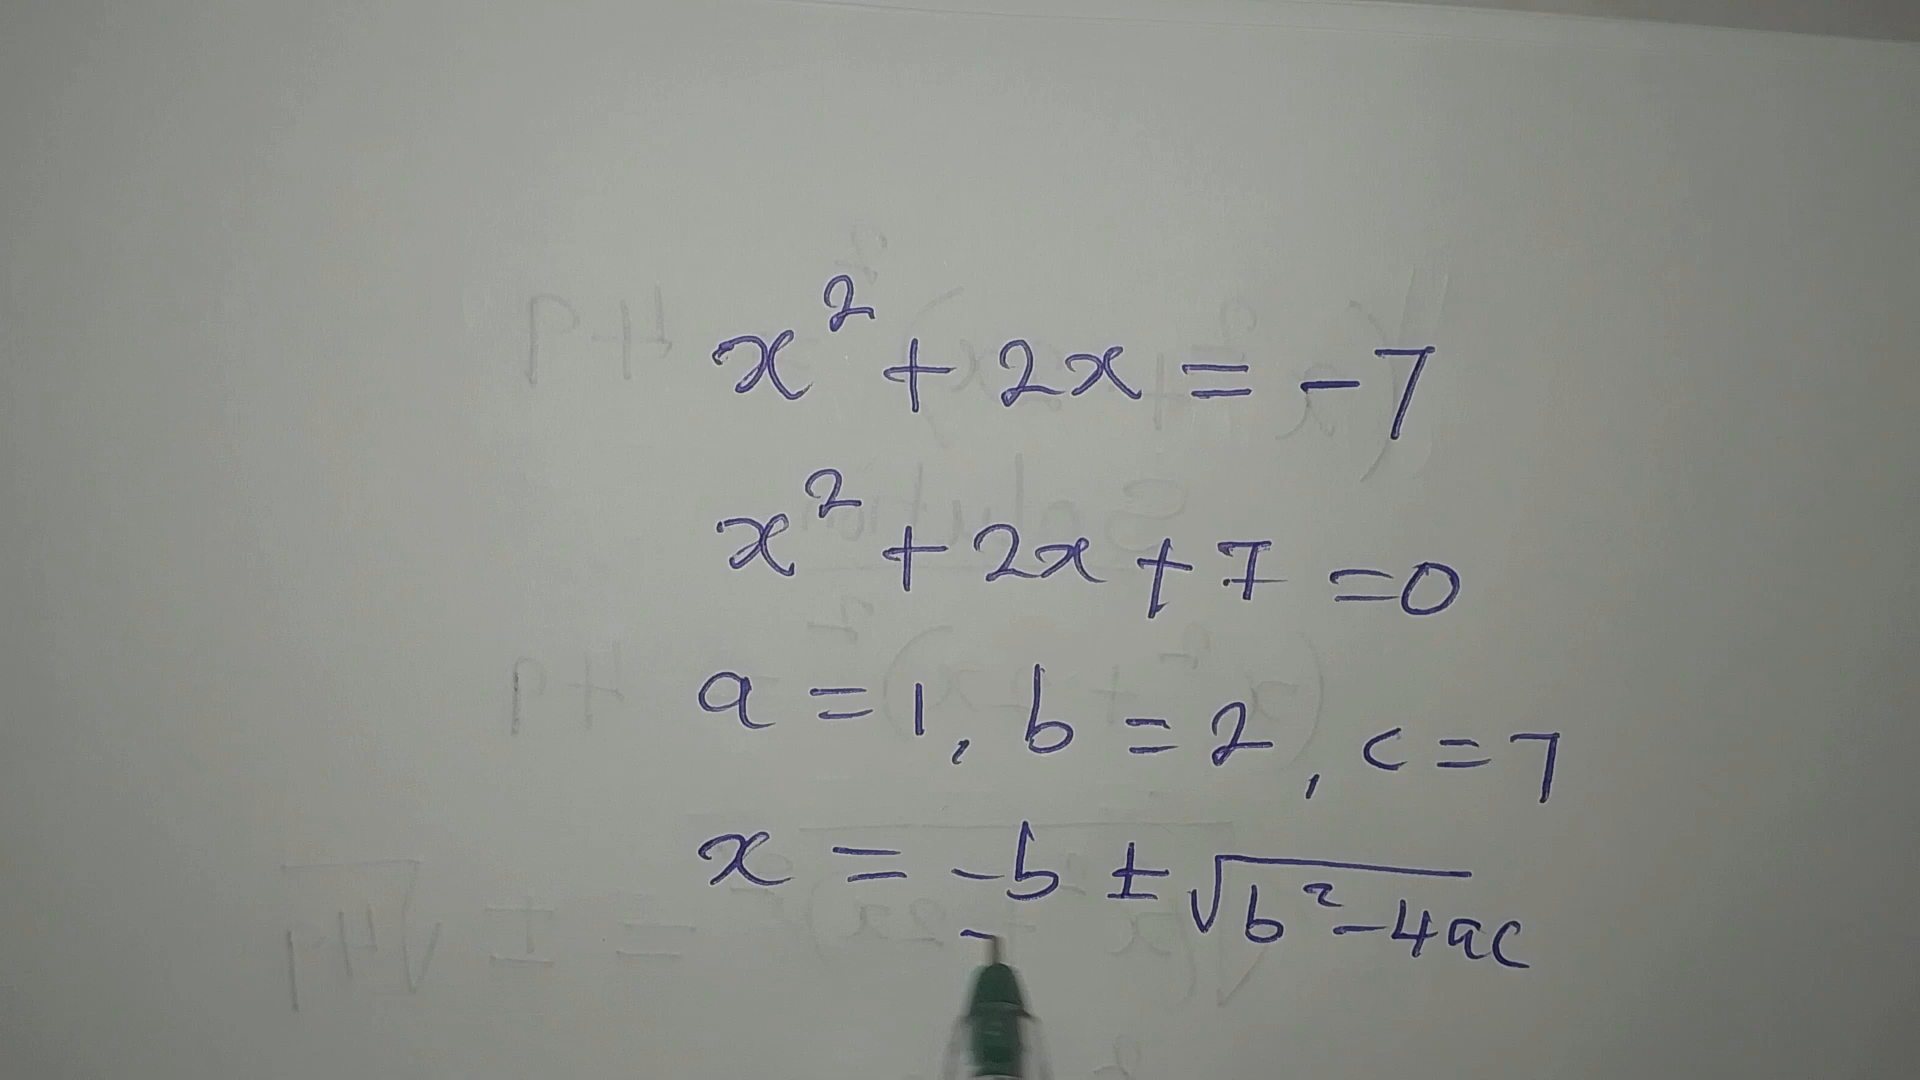 x² + 2x = -7
x² + 2x + 7 = 0
a = 1, b = 2, c = 7
x = -b ± √b² - 4ac